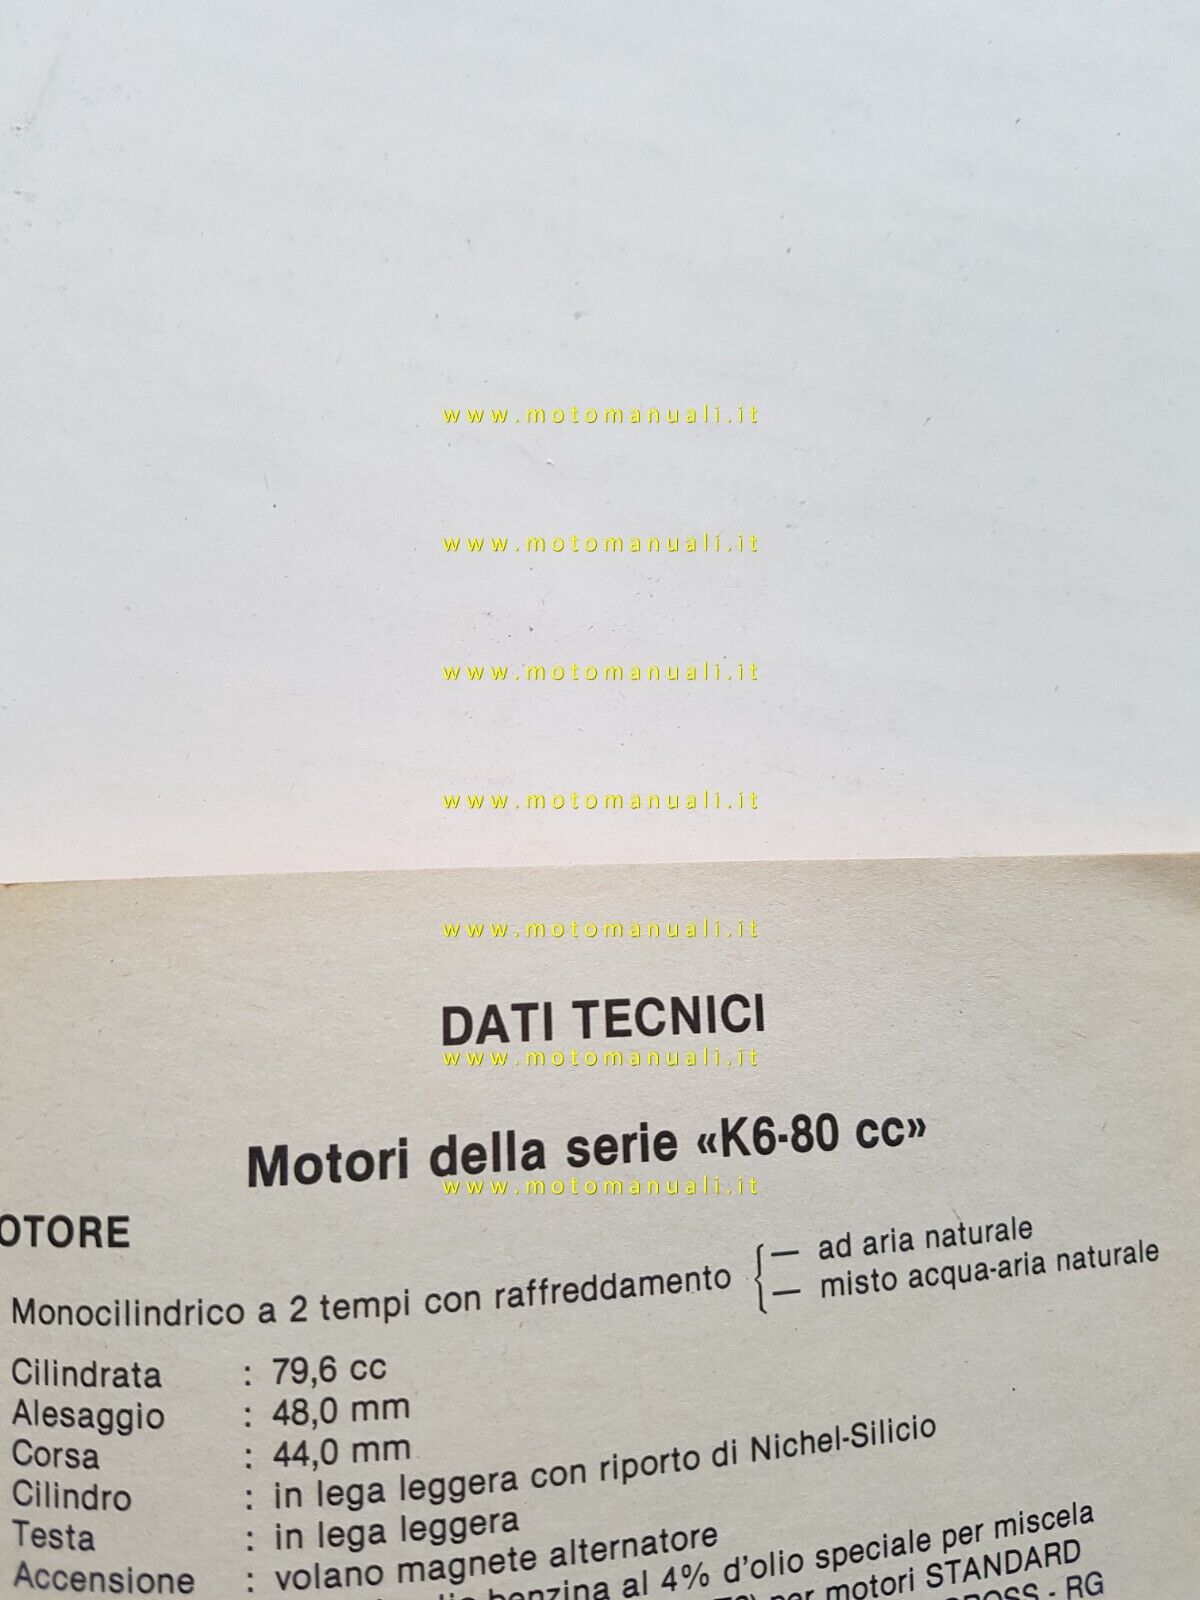 www.motomanuali.it
www.motomanuali.it
www.motomanuali.it
www.motomanuali.it
www.motomanuali.it
DATI TECNICI
www.motomanuali.it
Motori della serie «K6-80 cc»
www.motomanuali.it
OTORE
Monocilindrico a 2 tempi con raffreddamento { — ad aria naturale
— misto acqua-aria naturale
Cilindrata : 79,6 cc
Alesaggio : 48,0 mm
Corsa : 44,0 mm
Cilindro : in lega leggera con riporto di Nichel-Silicio
Testa : in lega leggera
Accensione : volano magnete alternatore
benzina al 4% d'olio speciale per miscela
per motori STANDARD
- RG